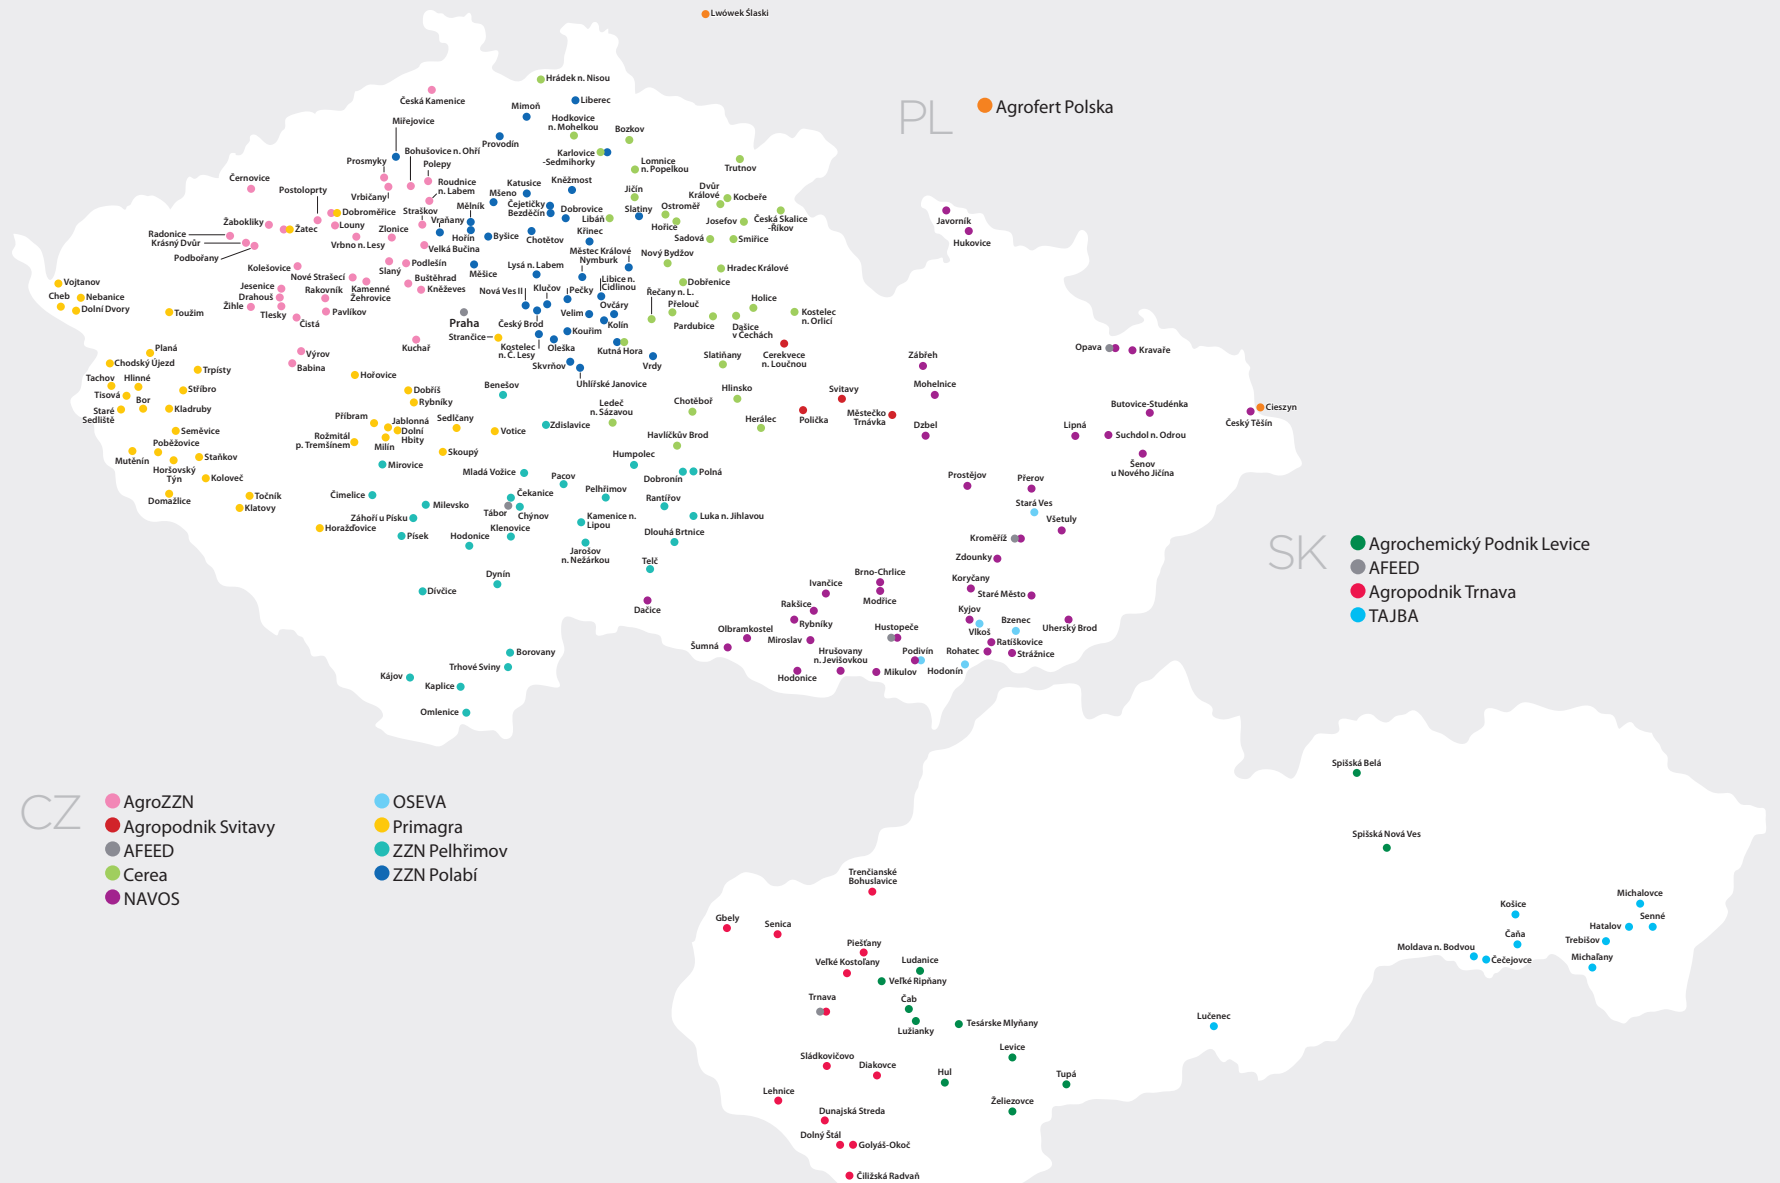 Lwówek Ślaski
Hrádek n. Nisou
Česká Kamenice
Liberec
Mimoň
PL
Agrofert Polska
Miřejovice
Hodkovice
n. Mohelkou
Bozkov
Provodín
Bohušovice n. Ohří
Karlovice
-Sedmihorky
Prosmyky
Polepy
Lomnice
n. Popelkou
Trutnov
Černovice
Roudnice
n. Labem
Katusice
Kněžmost
Postoloprty
Vrbičany
Mšeno
Jičín
Dvůr
Králové
Kocbeře
Dobroměřice
Straškov
Mělník
Čejetičky
Bezděčín
Dobrovice
Slatiny
Ostroměř
Javorník
Žabokliky
Žatec
Louny
Vraňany
Libáň
Hořice
Josefov
Česká Skalice
-Říkov
Radonice
Krásný Dvůr
Zlonice
Hořín
Byšice
Chotětov
Křinec
Sadová
Smiřice
Hukovice
Podbořany
Vrbno n. Lesy
Velká Bučina
Městec Králové
Nymburk
Nový Bydžov
Kolešovice
Podlešín
Slaný
Měšice
Lysá n. Labem
Hradec Králové
Vojtanov
Nové Strašecí
Buštěhrad
Libice n.
Cidlinou
Dobřenice
Jesenice
Rakovník
Kamenné
Žehrovice
Kněževes
Nová Ves II
Klučov
Pečky
Řečany n. L.
Cheb
Nebanice
Drahouš
Ovčáry
Přelouč
Holice
Dolní Dvory
Toužim
Žihle
Tlesky
Pavlíkov
Velim
Kostelec
n. Orlicí
Čistá
Praha
Český Brod
Kolín
Pardubice
Dašice
v Čechách
Strančice
Kouřim
Planá
Kuchař
Kostelec
n. Č. Lesy
Oleška
Kutná Hora
Opava
Kravaře
Chodský Újezd
Výrov
Skvrňov
Vrdy
Slatiňany
Cerekvece
n. Loučnou
Zábřeh
Babina
Trpísty
Tachov
Hlinné
Hořovice
Uhlířské Janovice
Mohelnice
Tisová
Bor
Stříbro
Dobříš
Benešov
Hlinsko
Svitavy
Rybníky
Ledeč
n. Sázavou
Chotěboř
Butovice-Studénka
Cieszyn
Staré
Sedliště
Kladruby
Příbram
Jablonná
Sedlčany
Polička
Městečko
Trnávka
Český Těšín
Seměvice
Dolní
Hbity
Votice
Zdislavice
Herálec
Dzbel
Lipná
Suchdol n. Odrou
Rožmitál
p. Tremšínem
Milín
Havlíčkův Brod
Poběžovice
Skoupý
Mutěnín
Staňkov
Humpolec
Šenov
u Nového Jičína
Horšovský
Týn
Mirovice
Mladá Vožice
Dobronín
Polná
Koloveč
Pacov
Prostějov
Přerov
Domažlice
Točník
Čimelice
Čekanice
Pelhřimov
Rantířov
Stará Ves
Klatovy
Milevsko
Tábor
Chýnov
Kamenice n.
Lipou
Luka n. Jihlavou
Všetuly
Záhoří u Písku
Horažďovice
Klenovice
Dlouhá Brtnice
Kroměříž
Písek
Hodonice
SK
Agrochemický Podnik Levice
Jarošov
n. Nežárkou
Zdounky
Telč
AFEED
Dynín
Brno-Chrlice
Koryčany
Agropodnik Trnava
Dívčice
Ivančice
Modřice
Staré Město
Dačice
Rakšice
Kyjov
TAJBA
Rybníky
Bzenec
Olbramkostel
Hustopeče
Vlkoš
Uherský Brod
Miroslav
Ratíškovice
Šumná
Hrušovany
n. Jevišovkou
Podivín
Rohatec
Strážnice
Borovany
Trhové Sviny
Hodonice
Mikulov
Hodonín
Kájov
Kaplice
Omlenice
Spišská Belá
CZ
AgroZZN
OSEVA
Agropodnik Svitavy
Primagra
AFEED
ZZN Pelhřimov
Cerea
ZZN Polabí
NAVOS
Spišská Nová Ves
Trenčianské
Bohuslavice
Michalovce
Gbely
Senica
Košice
Senné
Hatalov
Piešťany
Čaňa
Trebišov
Veľké Kostoľany
Ludanice
Moldava n. Bodvou
Čečejovce
Michaľany
Veľké Ripňany
Trnava
Čab
Lužianky
Tesárske Mlyňany
Lučenec
Levice
Sládkovičovo
Diakovce
Hul
Tupá
Lehnice
Želiezovce
Dunajská Streda
Dolný Štál
Golyáš-Okoč
Čiližská Radvaň